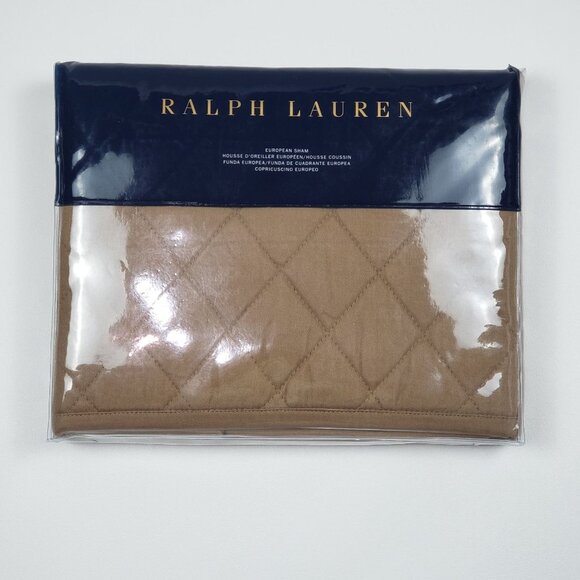 RALPH LAUREN
EUROPEAN SHAM
HOUSSE D'OREILLER EUROPÉEN/HOUSSE COUSSIN
FUNDA EUROPEA/FUNDA DE CUADRANTE EUROPEA
COPRICUSCINO EUROPEO